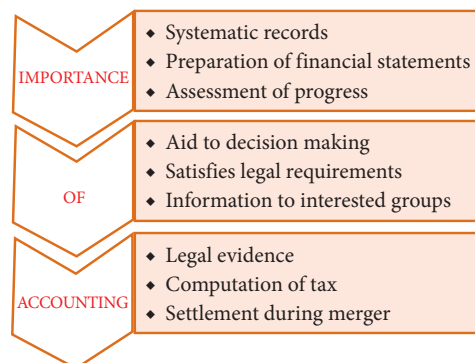 IMPORTANCE
◆ Systematic records
◆ Preparation of financial statements
◆ Assessment of progress
OF
◆ Aid to decision making
◆ Satisfies legal requirements
◆ Information to interested groups
ACCOUNTING
◆ Legal evidence
◆ Computation of tax
◆ Settlement during merger